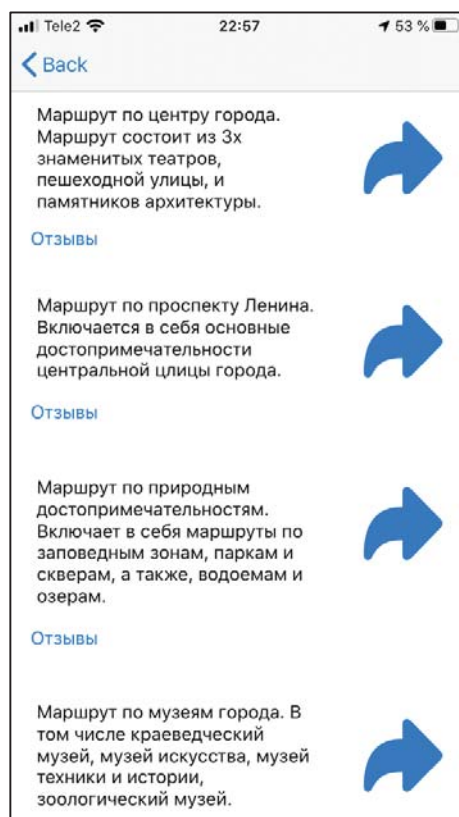 Tele2 22:57 53 %
Back
Маршрут по центру города.
Маршрут состоит из 3х
знаменитых театров,
пешеходной улицы, и
памятников архитектуры.
Отзывы
Маршрут по проспекту Ленина.
Включается в себя основные
достопримечательности
центральной члицы города.
Отзывы
Маршрут по природным
достопримечательностям.
Включает в себя маршруты по
заповедным зонам, паркам и
скверам, а также, водоемам и
озерам.
Отзывы
Маршрут по музеям города. В
том числе краеведческий
музей, музей искусства, музей
техники и истории,
зоологический музей.